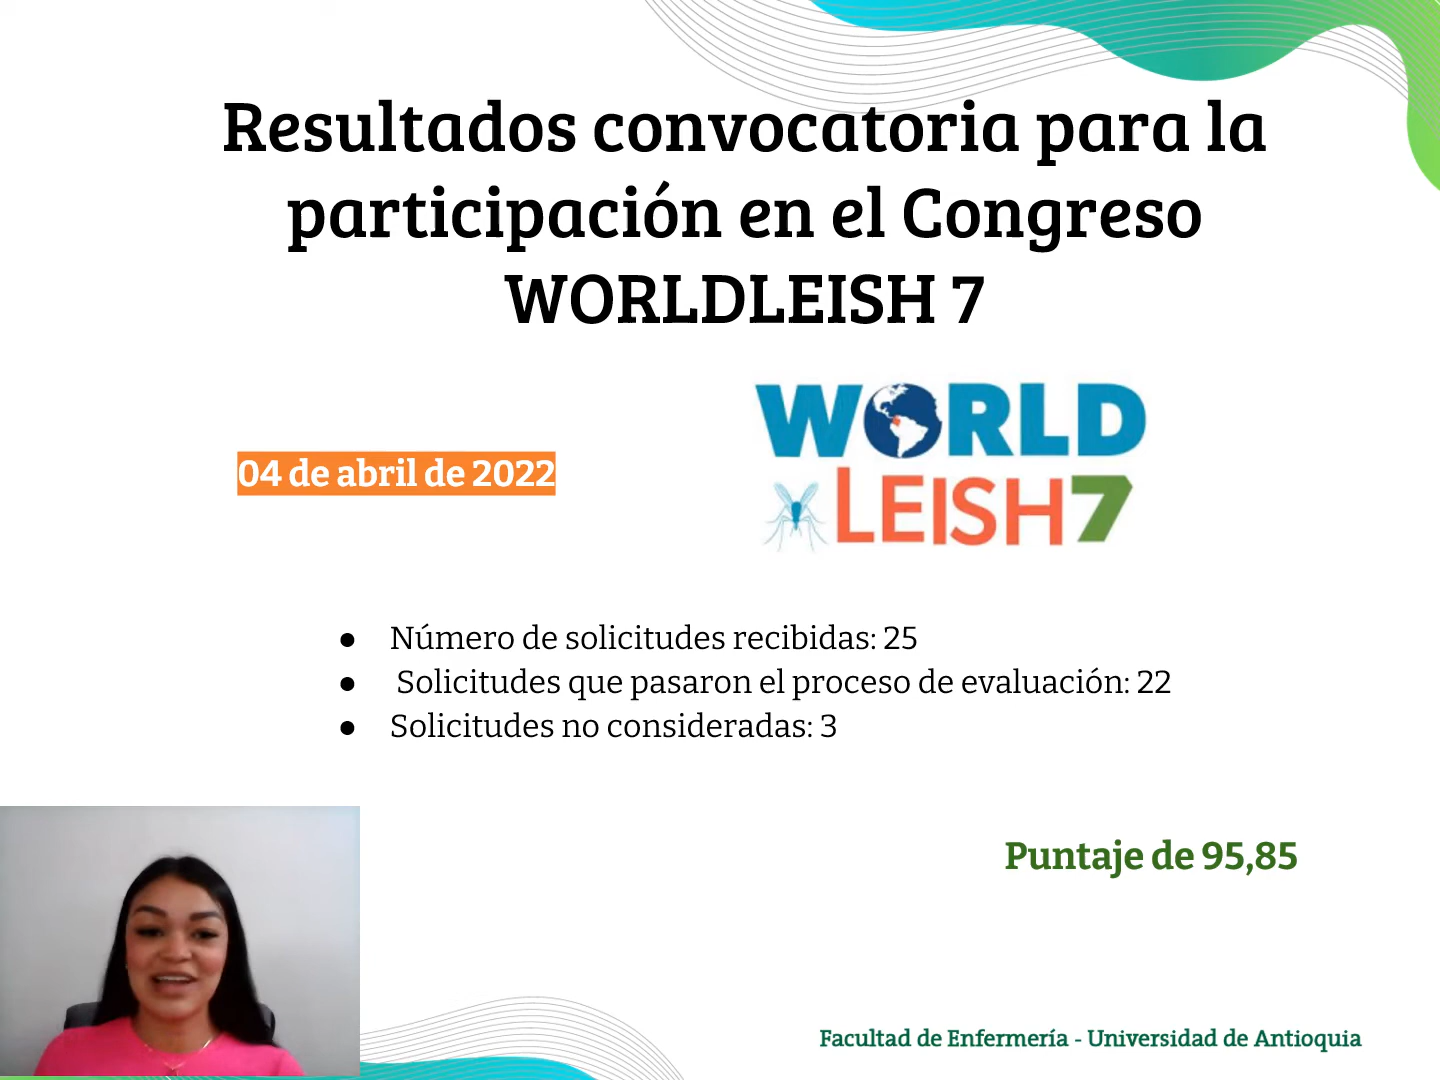 Resultados convocatoria para la
participación en el Congreso
WORLDLEISH 7
WORLD
LEISH7
04 de abril de 2022
● Número de solicitudes recibidas: 25
● Solicitudes que pasaron el proceso de evaluación: 22
● Solicitudes no consideradas: 3
Puntaje de 95,85
Facultad de Enfermería - Universidad de Antioquia